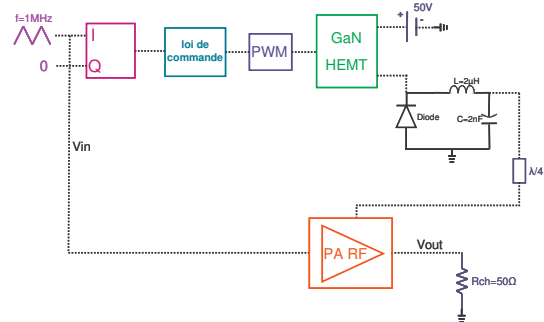 f=1MHz
50V
+
-
I
Q
0
loi de
commande
PWM
GaN
HEMT
L=2uH
Diode
C=2nF
λ/4
Vin
PA RF
Vout
Rch=50Ω